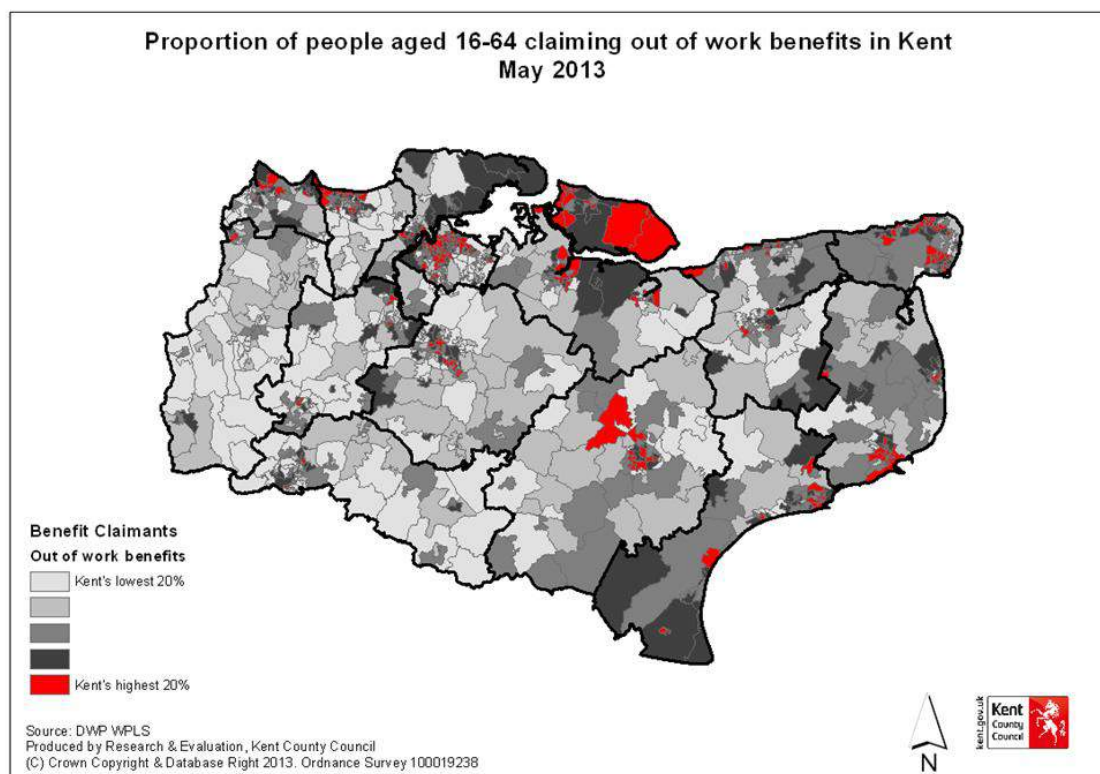 Proportion of people aged 16-64 claiming out of work benefits in Kent
May 2013
Benefit Claimants
Out of work benefits
Kent's lowest 20%
Kent's highest 20%
Source: DWP WPLS
Produced by Research & Evaluation, Kent County Council
(C) Crown Copyright & Database Right 2013. Ordnance Survey 100019238
N
kent.gov.uk
Kent
County
Council